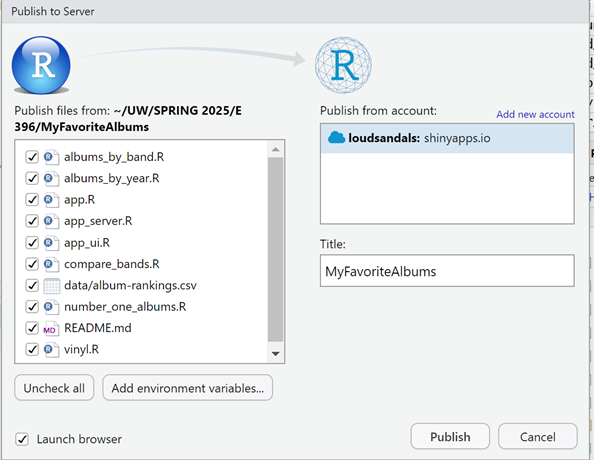 Publish to Server
R
R
Publish files from: ~/UW/SPRING 2025/E
396/MyFavoriteAlbums
albums_by_band.R
albums_by_year.R
app.R
app_server.R
app_ui.R
compare_bands.R
data/album-rankings.csv
number_one_albums.R
MD README.md
vinyl.R
Uncheck all
Add environment variables...
Launch browser
Publish from account:
Add new account
loudsandals: shinyapps.io
Title:
MyFavoriteAlbums
Publish
Cancel